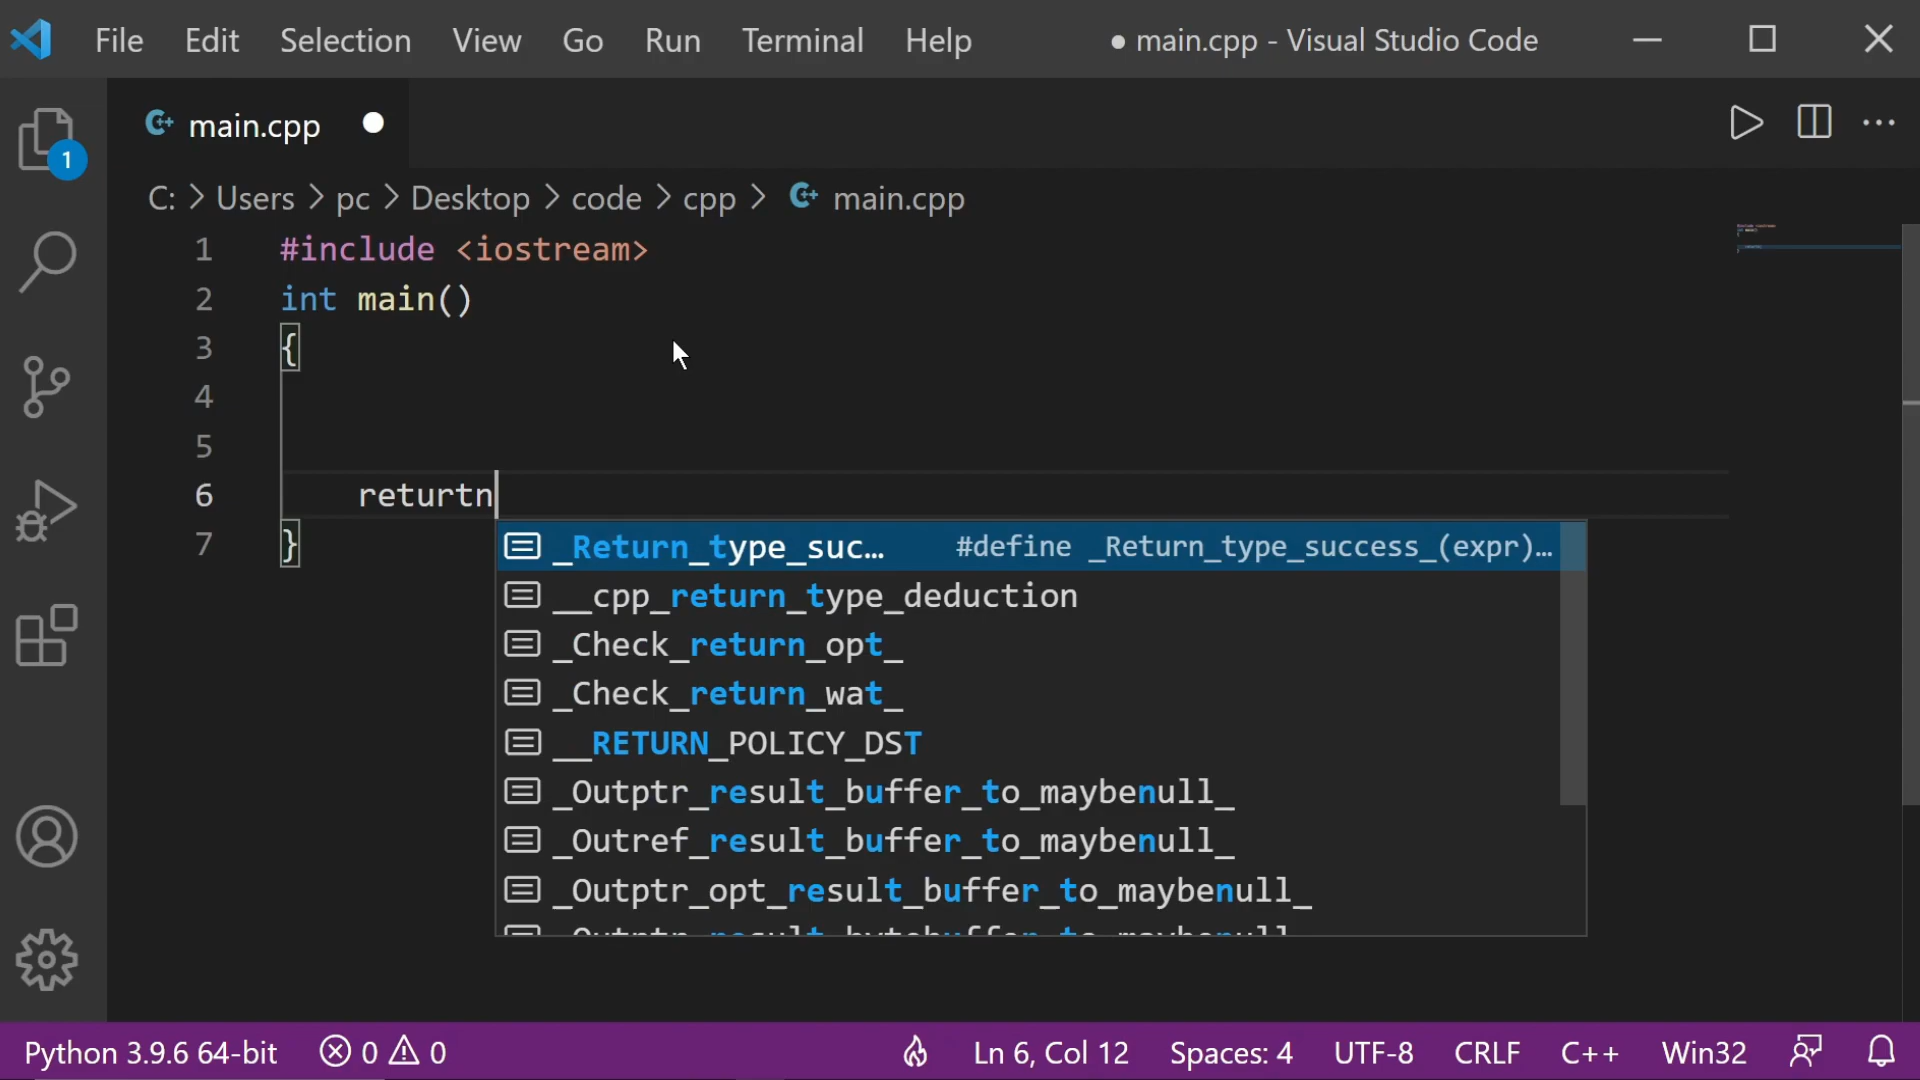 File Edit Selection View Go Run Terminal Help ● main.cpp - Visual Studio Code
main.cpp ●
1
C: > Users > pc > Desktop > code > cpp > main.cpp
1 #include <iostream>
2 int main()
3 {
4
5
6 returtn
7 }
_Return_type_suc… #define _Return_type_success_(expr)…
__cpp_return_type_deduction
_Check_return_opt_
_Check_return_wat_
__RETURN_POLICY_DST
_Outptr_result_buffer_to_maybenull_
_Outref_result_buffer_to_maybenull_
_Outptr_opt_result_buffer_to_maybenull_
_Outptr_result_bytebuffer_to_maybenull_
Python 3.9.6 64-bit 0 0 Ln 6, Col 12 Spaces: 4 UTF-8 CRLF C++ Win32